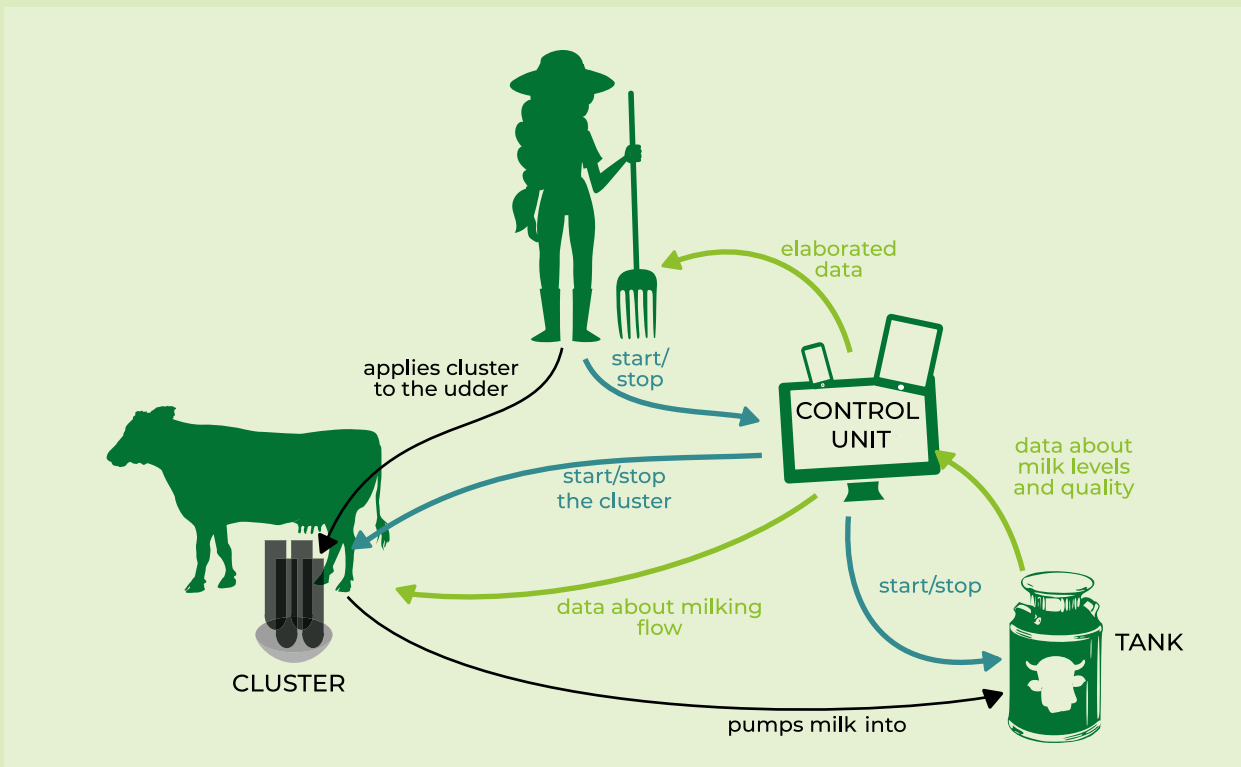 elaborated
data
applies cluster
to the udder
start/
stop
CONTROL
UNIT
data about
milk levels
and quality
start/stop
the cluster
start/stop
data about milking
flow
TANK
CLUSTER
pumps milk into